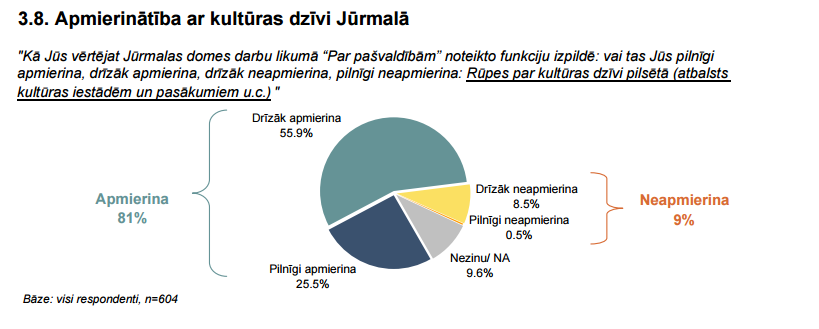 3.8. Apmierinātība ar kultūras dzīvi Jūrmalā
"Kā Jūs vērtējat Jūrmalas domes darbu likumā “Par pašvaldībām” noteikto funkciju izpildē: vai tas Jūs pilnīgi
apmierina, drīzāk apmierina, drīzāk neapmierina, pilnīgi neapmierina: Rūpes par kultūras dzīvi pilsētā (atbalsts
kultūras iestādēm un pasākumiem u.c.) "
Drīzāk apmierina
55.9%
Apmierina
81%
Drīzāk neapmierina
8.5%
Pilnīgi neapmierina
0.5%
Neapmierina
9%
Nezinu/ NA
9.6%
Pilnīgi apmierina
25.5%
Bāze: visi respondenti, n=604